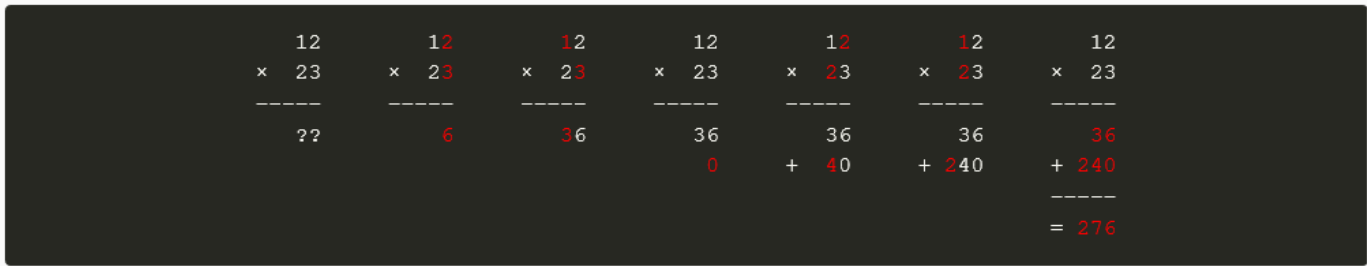 12 12 12 12 12 12 12
× 23 × 23 × 23 × 23 × 23 × 23 × 23
————— ————— ————— ————— ————— ————— —————
?? 6 36 36 36 36 36
0 + 40 + 240 + 240
—————
= 276